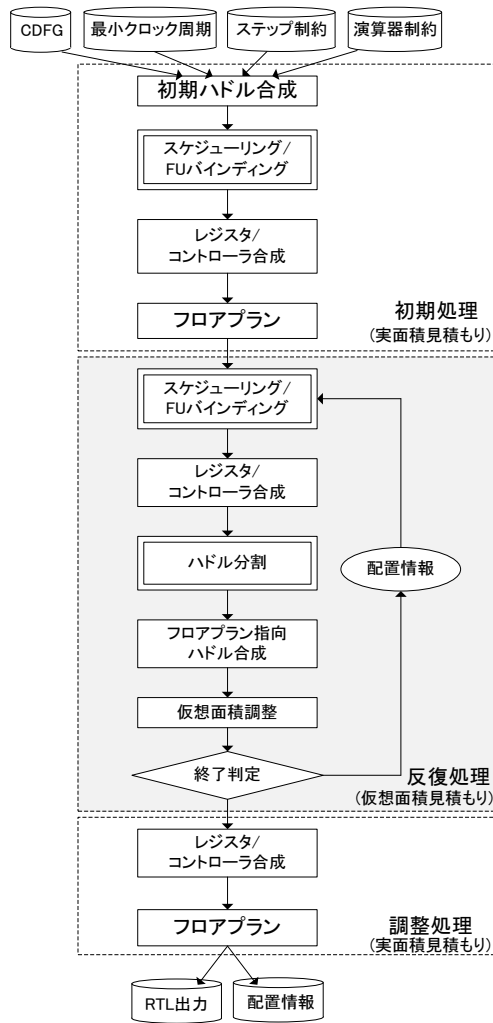 CDFG
最小クロック周期
ステップ制約
演算器制約
初期ハドル合成
スケジューリング/
FUバインディング
レジスタ/
コントローラ合成
フロアプラン
初期処理
(実面積見積もり)
スケジューリング/
FUバインディング
レジスタ/
コントローラ合成
ハドル分割
配置情報
フロアプラン指向
ハドル合成
仮想面積調整
終了判定
反復処理
(仮想面積見積もり)
レジスタ/
コントローラ合成
フロアプラン
調整処理
(実面積見積もり)
RTL出力
配置情報